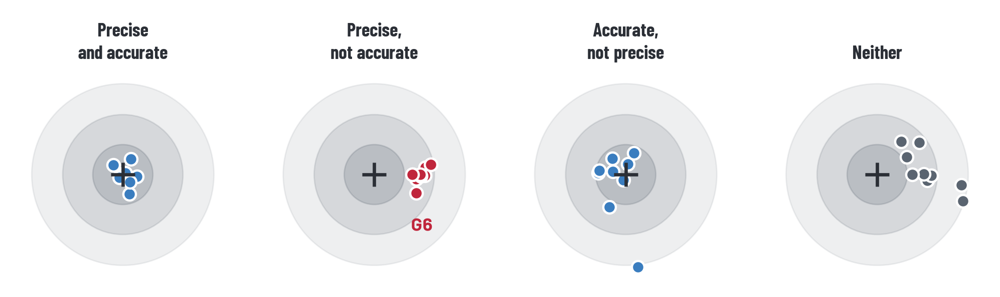 Precise
and accurate
Precise,
not accurate
Accurate,
not precise
Neither
G6